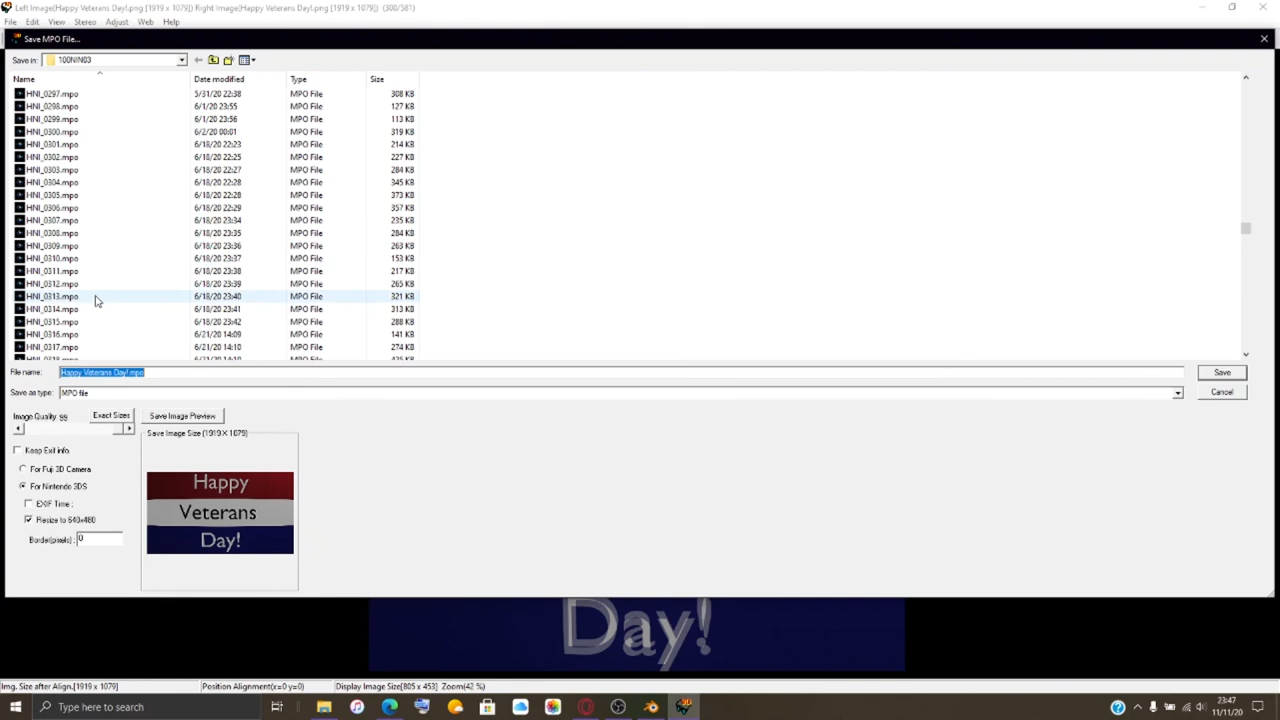 Left Image(Happy Veterans Day!.png [1919 x 1079]) Right Image(Happy Veterans Day!.png [1919 x 1079]) (300/581)
File Edit View Stereo Adjust Web Help
Save MPO File...
Save in: 100NIN03
Name Date modified Type Size
HNI_0297.mpo 5/31/20 22:38 MPO File 308 KB
HNI_0298.mpo 6/1/20 23:55 MPO File 127 KB
HNI_0299.mpo 6/1/20 23:56 MPO File 113 KB
HNI_0300.mpo 6/2/20 00:01 MPO File 319 KB
HNI_0301.mpo 6/18/20 22:23 MPO File 214 KB
HNI_0302.mpo 6/18/20 22:25 MPO File 227 KB
HNI_0303.mpo 6/18/20 22:27 MPO File 284 KB
HNI_0304.mpo 6/18/20 22:28 MPO File 345 KB
HNI_0305.mpo 6/18/20 22:28 MPO File 373 KB
HNI_0306.mpo 6/18/20 22:29 MPO File 357 KB
HNI_0307.mpo 6/18/20 23:34 MPO File 235 KB
HNI_0308.mpo 6/18/20 23:35 MPO File 284 KB
HNI_0309.mpo 6/18/20 23:36 MPO File 263 KB
HNI_0310.mpo 6/18/20 23:37 MPO File 153 KB
HNI_0311.mpo 6/18/20 23:38 MPO File 217 KB
HNI_0312.mpo 6/18/20 23:39 MPO File 265 KB
HNI_0313.mpo 6/18/20 23:40 MPO File 321 KB
HNI_0314.mpo 6/18/20 23:41 MPO File 313 KB
HNI_0315.mpo 6/18/20 23:42 MPO File 288 KB
HNI_0316.mpo 6/21/20 14:09 MPO File 141 KB
HNI_0317.mpo 6/21/20 14:10 MPO File 274 KB
HNI_0318.mpo 6/21/20 14:10 MPO File 425 KB
File name: Happy Veterans Day!.mpo Save
Save as type: MPO file Cancel
Image Quality: 99 Exact Sizes Save Image Preview
Save Image Size (1919×1079)
Keep Exif info.
For Fuji 3D Camera
For Nintendo 3DS
EXIF Time :
Resize to 640x480
Border(pixels) : 0
Happy
Veterans
Day!
Day!
Img. Size after Align.[1919 x 1079] Position Alignment(x=0 y=0) Display Image Size[805 x 453] Zoom(42 %)
Type here to search
23:47
11/11/20